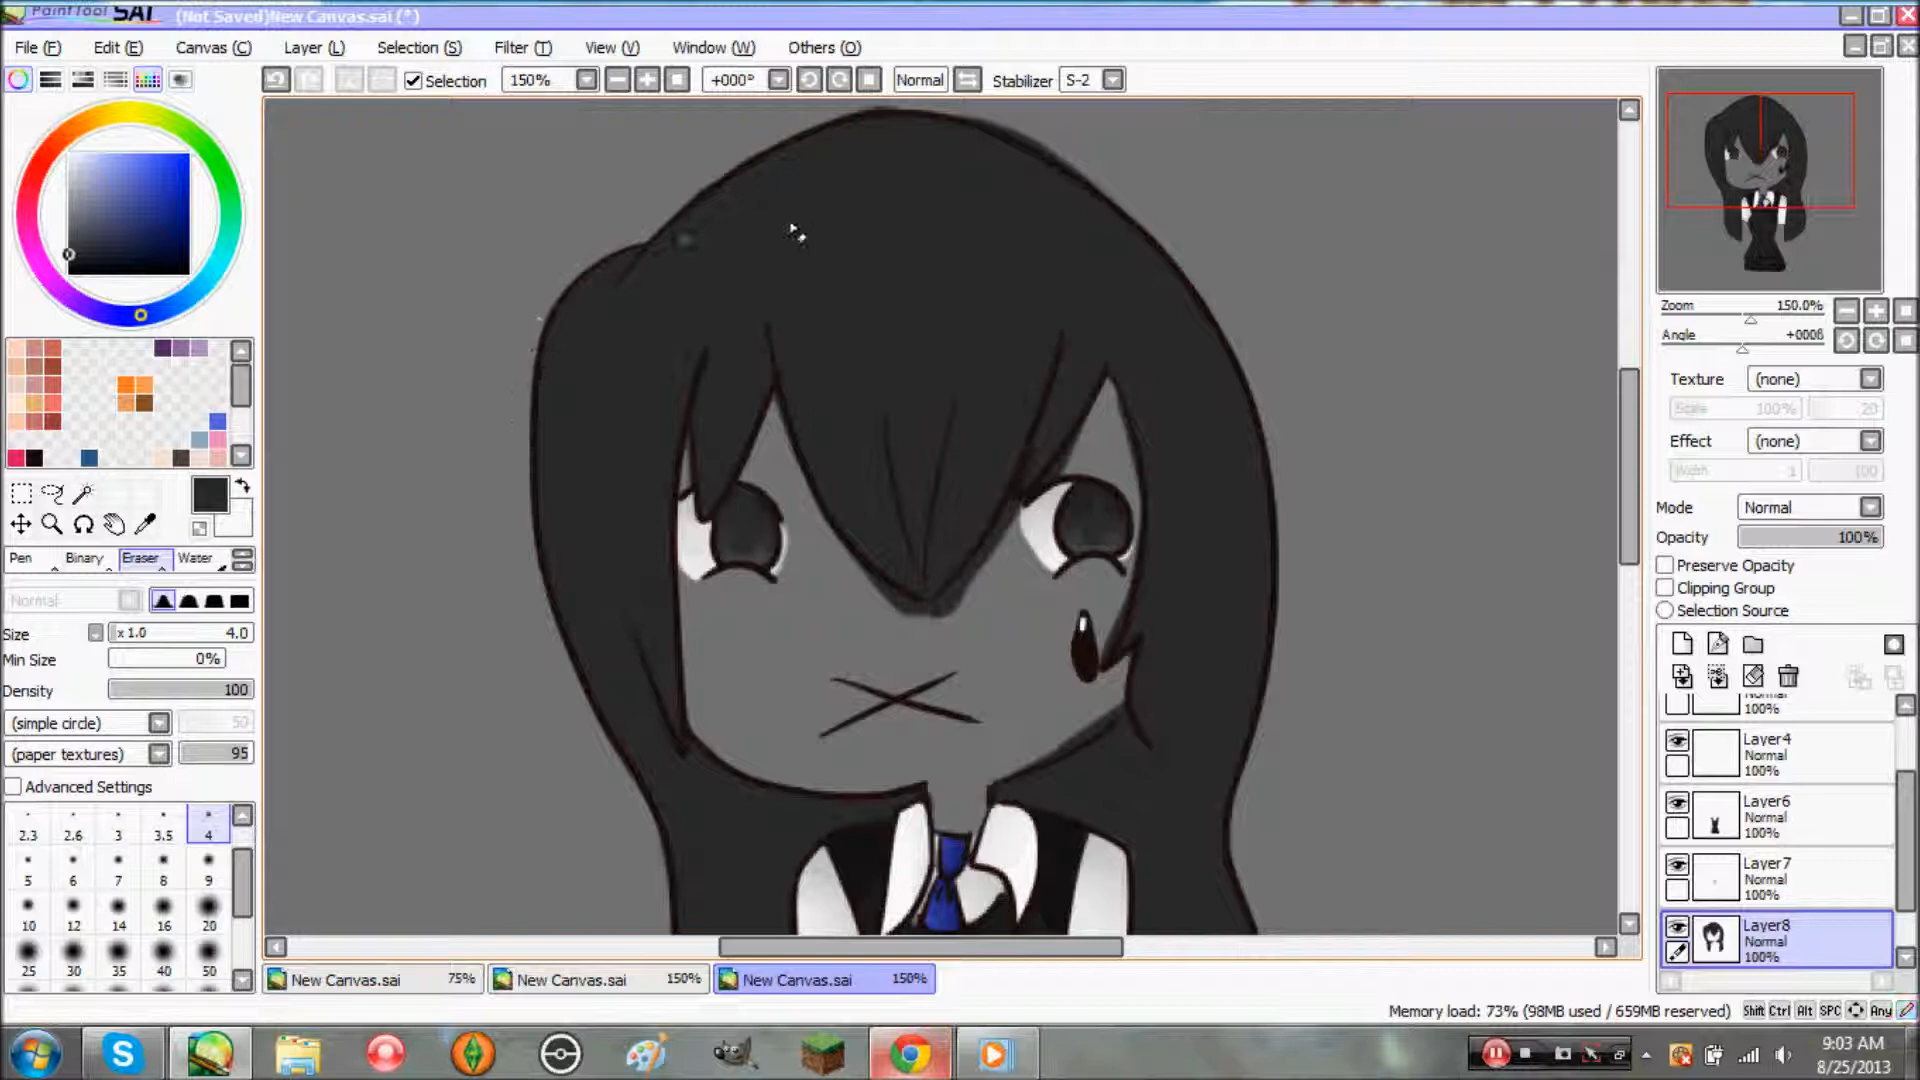 PaintTool SAI (Not Saved)New Canvas.sai (*)
File (F) Edit (E) Canvas (C) Layer (L) Selection (S) Filter (T) View (V) Window (W) Others (O)
Selection 150% +000° Normal Stabilizer S-2
Zoom 150.0%
Angle
Texture (none)
Scale 100% 20
Effect (none)
Width 1 100
Mode Normal
Opacity 100%
Preserve Opacity
Clipping Group
Selection Source
Pen Binary Eraser Water
Normal
Size x 1.0 4.0
Min Size 0%
Density 100
(simple circle) 50
(paper textures) 95
Advanced Settings
2.3 2.6 3 3.5 4
5 6 7 8 9
10 12 14 16 20
25 30 35 40 50
Normal
100%
Layer4
Normal
100%
Layer6
Normal
100%
Layer7
Normal
100%
Layer8
Normal
100%
New Canvas.sai 75% New Canvas.sai 150% New Canvas.sai 150%
Memory load: 73% (98MB used / 659MB reserved) Shift Ctrl Alt SPC Any
9:03 AM
8/25/2013